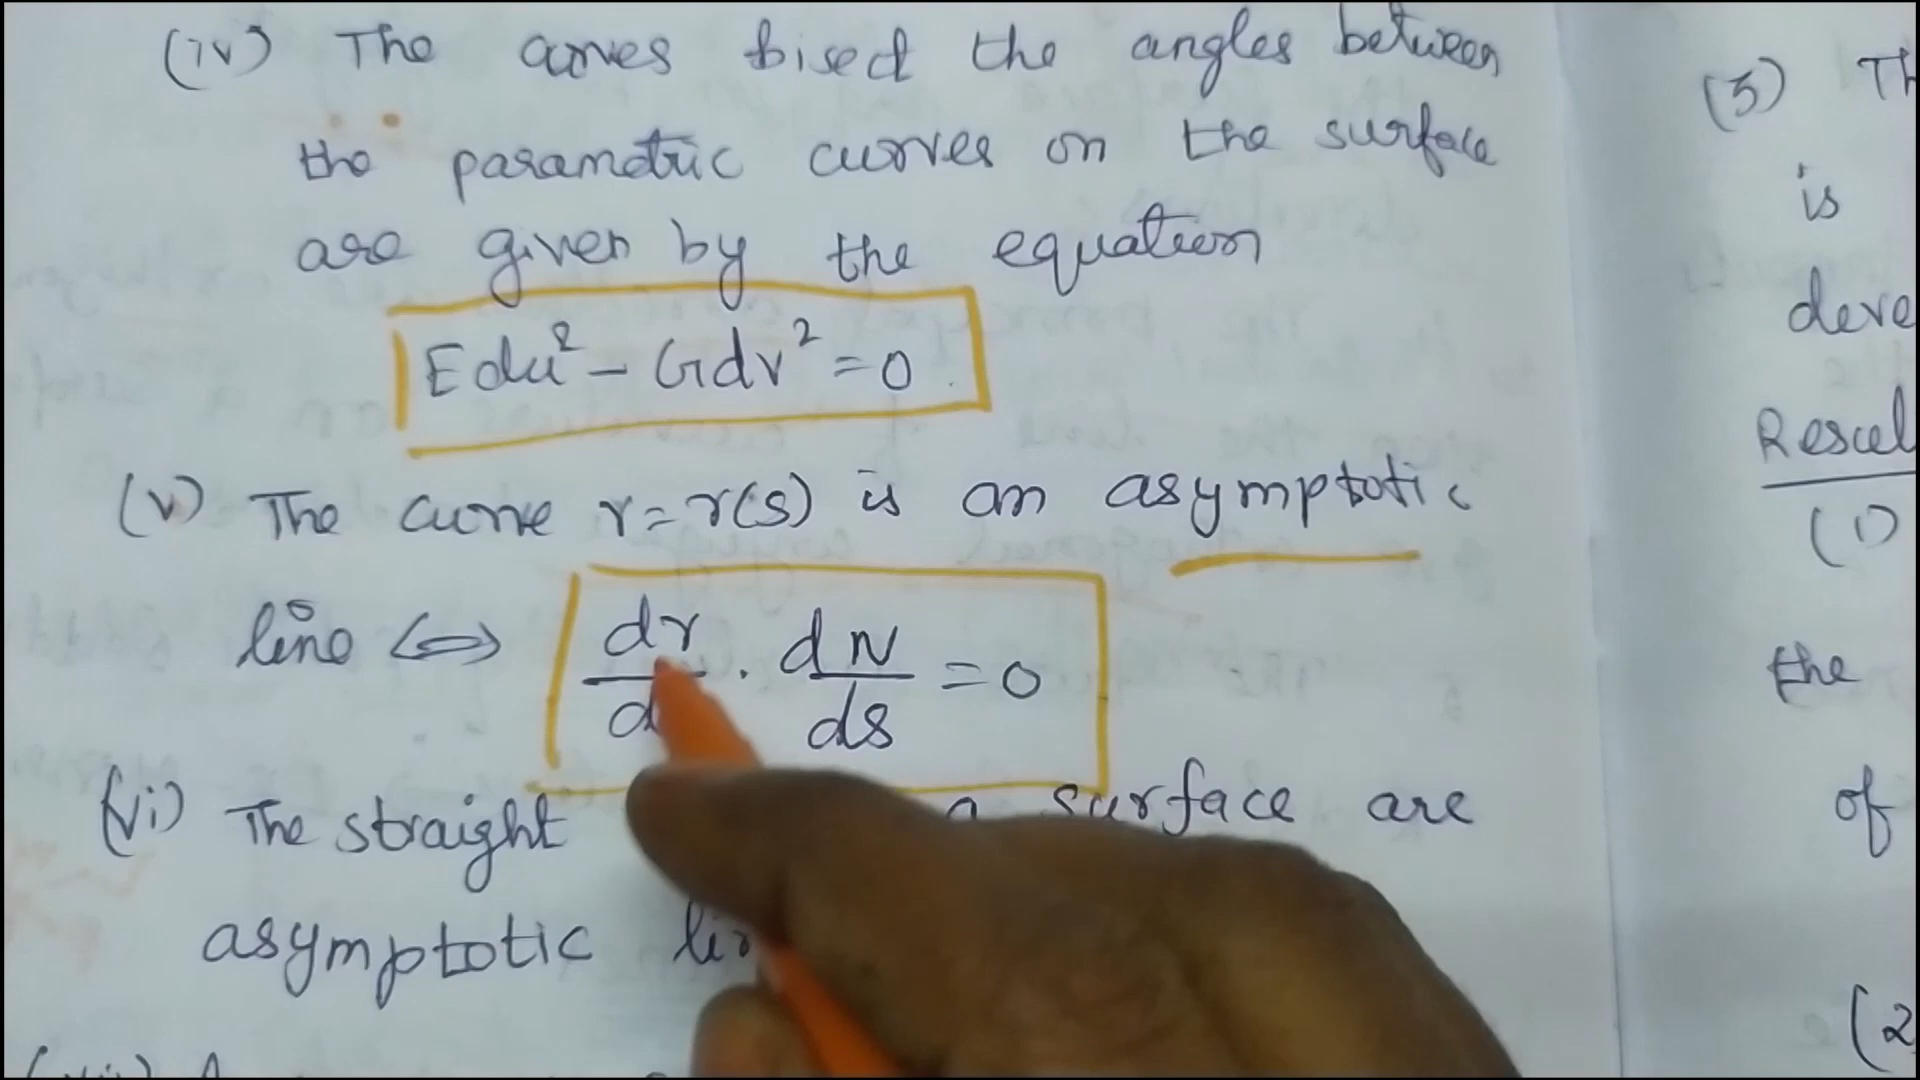 (iv) The curves bisect the angles between
the parametric curves on the surface
are given by the equation
Edu² - Gdv² = 0.
(v) The curve r = r(s) is an asymptotic
line ⇔ dr/d · dN/ds = 0
(vi) The straight a surface are
asymptotic
(3) Th
is
deve
Resul
(1)
the
of
(2